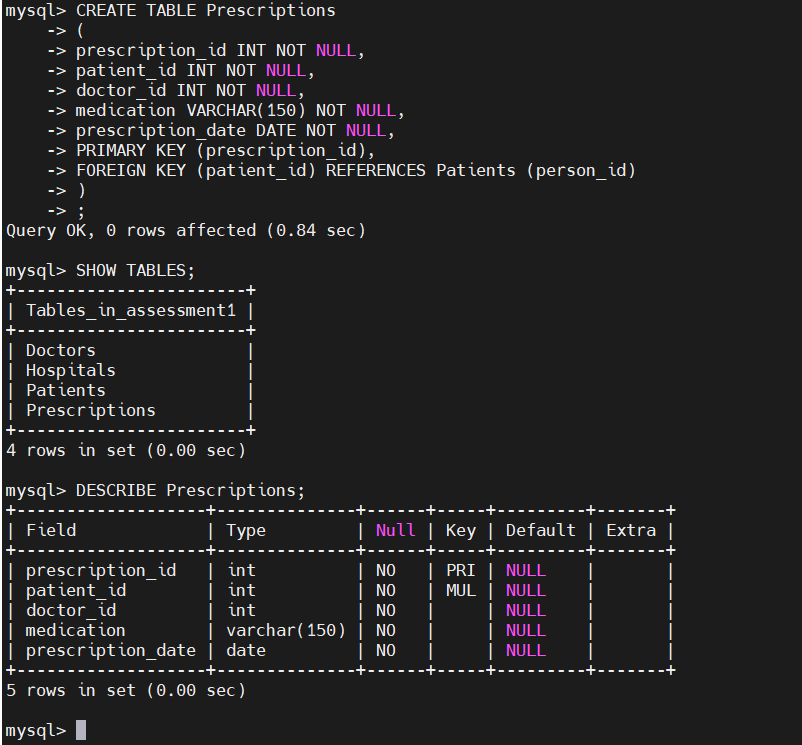 mysql> CREATE TABLE Prescriptions
    -> (
    -> prescription_id INT NOT NULL,
    -> patient_id INT NOT NULL,
    -> doctor_id INT NOT NULL,
    -> medication VARCHAR(150) NOT NULL,
    -> prescription_date DATE NOT NULL,
    -> PRIMARY KEY (prescription_id),
    -> FOREIGN KEY (patient_id) REFERENCES Patients (person_id)
    -> )
    -> ;
Query OK, 0 rows affected (0.84 sec)

mysql> SHOW TABLES;
+-----------------------+
| Tables_in_assessment1 |
+-----------------------+
| Doctors               |
| Hospitals             |
| Patients              |
| Prescriptions         |
+-----------------------+
4 rows in set (0.00 sec)

mysql> DESCRIBE Prescriptions;
+-------------------+--------------+------+-----+---------+-------+
| Field             | Type         | Null | Key | Default | Extra |
+-------------------+--------------+------+-----+---------+-------+
| prescription_id   | int          | NO   | PRI | NULL    |       |
| patient_id        | int          | NO   | MUL | NULL    |       |
| doctor_id         | int          | NO   |     | NULL    |       |
| medication        | varchar(150) | NO   |     | NULL    |       |
| prescription_date | date         | NO   |     | NULL    |       |
+-------------------+--------------+------+-----+---------+-------+
5 rows in set (0.00 sec)

mysql>